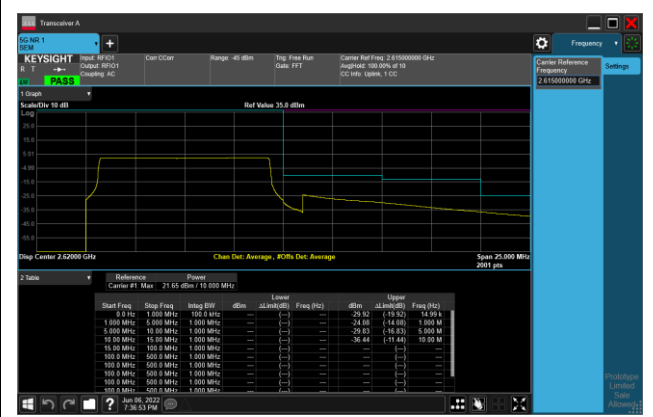 Transceiver A
5G NR 1
SEM
Frequency
KEYSIGHT
R T
PASS
Input: RFIO1
Output: RFIO1
Coupling: AC
Corr CCorr
Range: -45 dBm
Trig: Free Run
Gate: FFT
Carrier Ref Freq: 2.615000000 GHz
Avg|Hold: 100.00% of 10
CC Info: Uplink, 1 CC
Carrier Reference
Frequency
2.615000000 GHz
Settings
1 Graph
Scale/Div 10 dB
Ref Value 35.0 dBm
Log
25.0
15.0
5.01
-4.99
-15.0
-25.0
-35.0
-45.0
-55.0
Disp Center 2.62000 GHz
Chan Det: Average , #Offs Det: Average
Span 25.000 MHz
2001 pts
2 Table
Reference Power
Carrier #1 Max 21.65 dBm / 10.000 MHz
Lower Upper
Start Freq Stop Freq Integ BW dBm ΔLimit(dB) Freq (Hz) dBm ΔLimit(dB) Freq (Hz)
0.0 Hz 1.000 MHz 100.0 kHz --- (---) --- -29.92 (-19.92) 14.99 k
1.000 MHz 5.000 MHz 1.000 MHz --- (---) --- -24.08 (-14.08) 1.000 M
5.000 MHz 10.00 MHz 1.000 MHz --- (---) --- -29.83 (-16.83) 5.000 M
10.00 MHz 15.00 MHz 1.000 MHz --- (---) --- -36.44 (-11.44) 10.00 M
15.00 MHz 100.0 MHz 1.000 MHz --- (---) --- --- (---) ---
100.0 MHz 500.0 MHz 1.000 MHz --- (---) --- --- (---) ---
100.0 MHz 500.0 MHz 1.000 MHz --- (---) --- --- (---) ---
100.0 MHz 500.0 MHz 1.000 MHz --- (---) --- --- (---) ---
100.0 MHz 500.0 MHz 1.000 MHz --- (---) --- --- (---) ---
100.0 MHz 500.0 MHz 1.000 MHz --- (---) --- --- (---) ---
Prototype
Limited
Sale
Allowed
Jun 06, 2022
7:36:53 PM